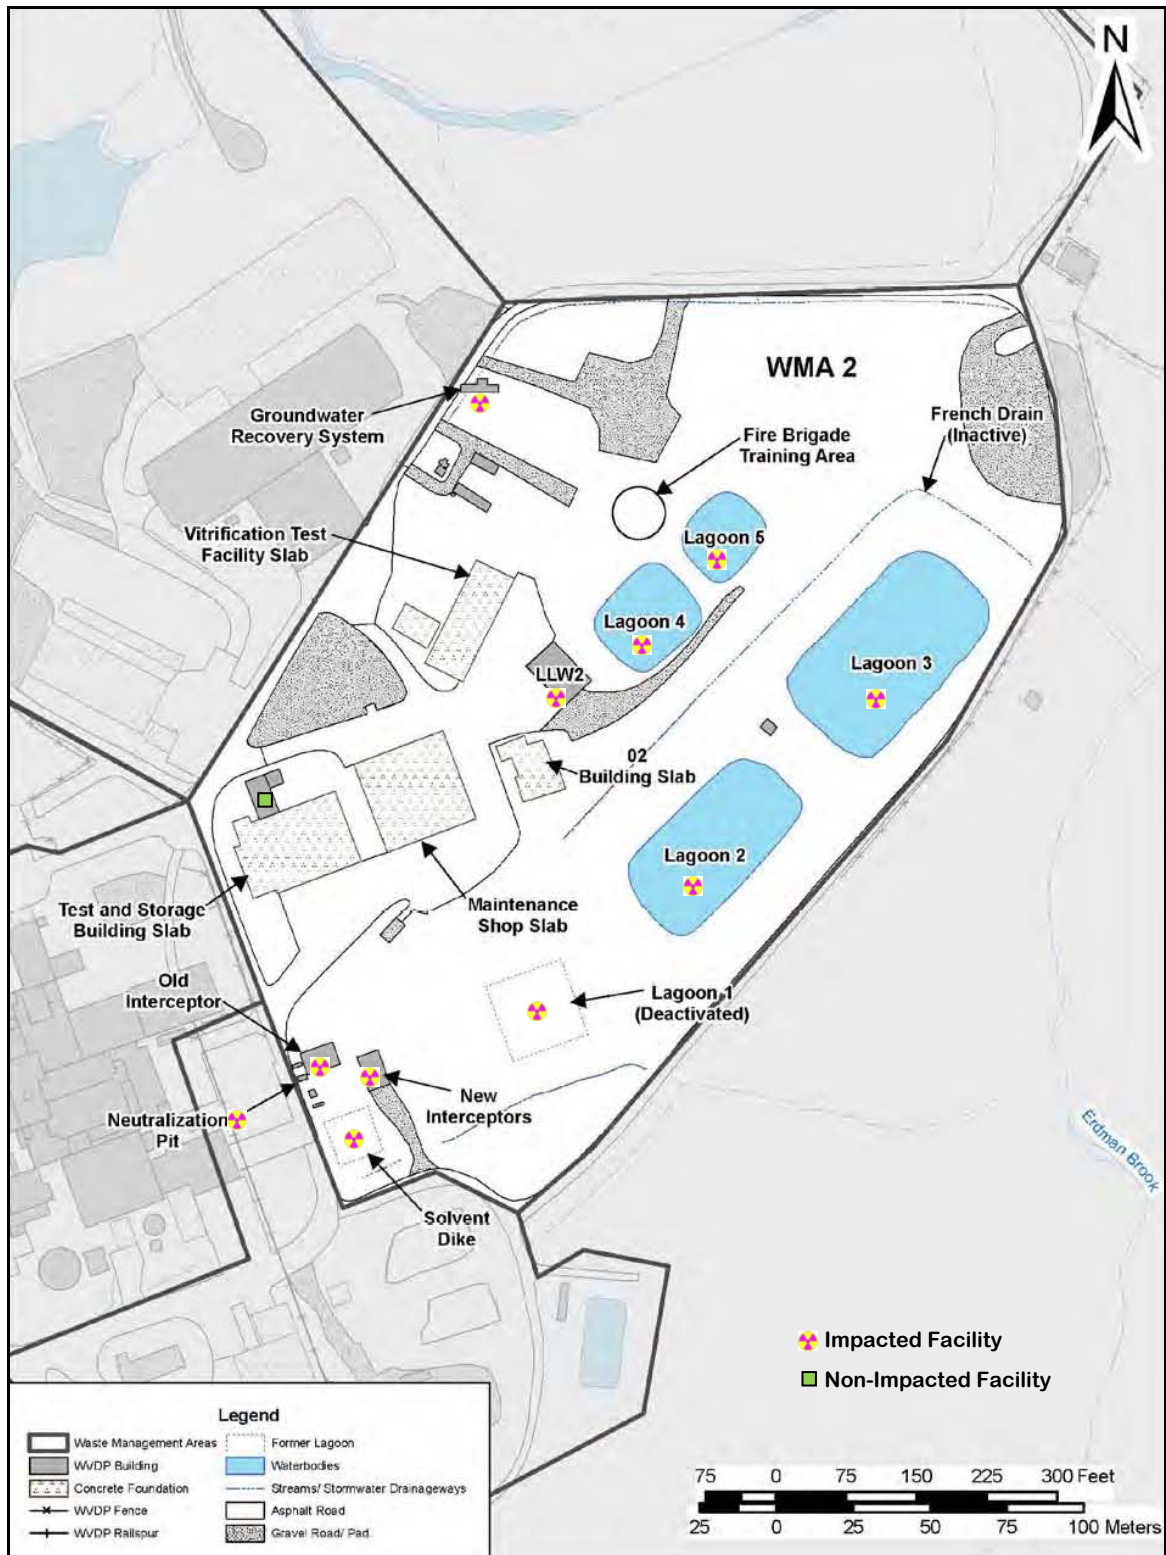 N
WMA 2
French Drain
(Inactive)
Groundwater
Recovery System
Fire Brigade
Training Area
Vitrification Test
Facility Slab
Lagoon 5
Lagoon 4
Lagoon 3
LLW2
02
Building Slab
Lagoon 2
Test and Storage
Building Slab
Maintenance
Shop Slab
Old
Interceptor
Lagoon 1
(Deactivated)
New
Interceptors
Neutralization
Pit
Erdman Brook
Solvent
Dike
Impacted Facility
Non-Impacted Facility
Legend
Waste Management Areas
WVDP Building
Concrete Foundation
WVDP Fence
WVDP Railspur
Former Lagoon
Waterbodies
Streams/ Stormwater Drainageways
Asphalt Road
Gravel Road/ Pad
75 0 75 150 225 300 Feet
25 0 25 50 75 100 Meters